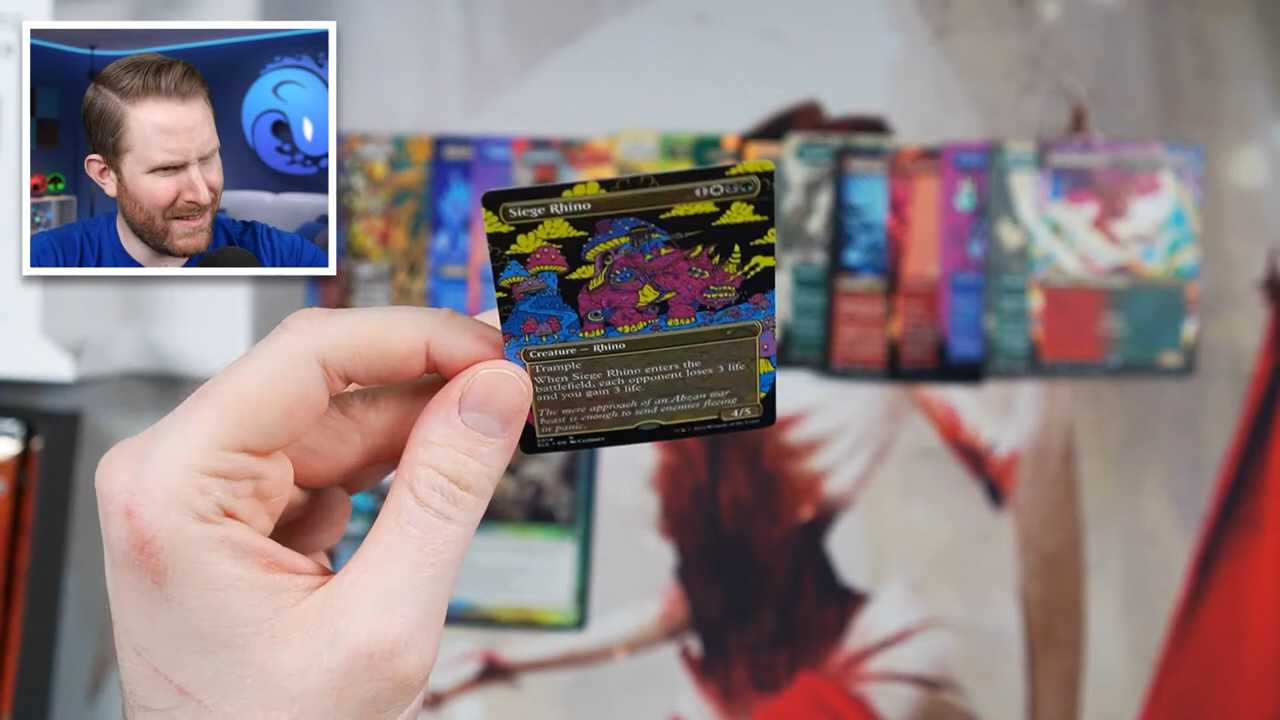 Siege Rhino
Creature — Rhino
Trample
When Siege Rhino enters the
battlefield, each opponent loses 3 life
and you gain 3 life.
The mere approach of an Abzan war
beast is enough to send enemies fleeing
in panic.
4/5